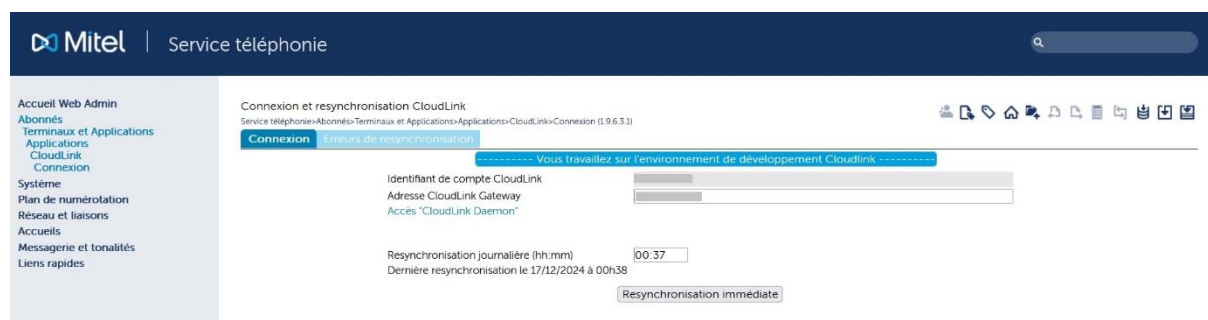 Mitel | Service téléphonie
Accueil Web Admin
Abonnés
Terminaux et Applications
Applications
CloudLink
Connexion
Système
Plan de numérotation
Réseau et liaisons
Accueils
Messagerie et tonalités
Liens rapides
Connexion et resynchronisation CloudLink
Service téléphonie>Abonnés>Terminaux et Applications>Applications>CloudLink>Connexion (1.9.6.3.1)
Connexion Erreurs de resynchronisation
---------- Vous travaillez sur l'environnement de développement Cloudlink ----------
Identifiant de compte CloudLink
Adresse CloudLink Gateway
Accès "CloudLink Daemon"
Resynchronisation journalière (hh:mm) 00:37
Dernière resynchronisation le 17/12/2024 à 00h38
Resynchronisation immédiate